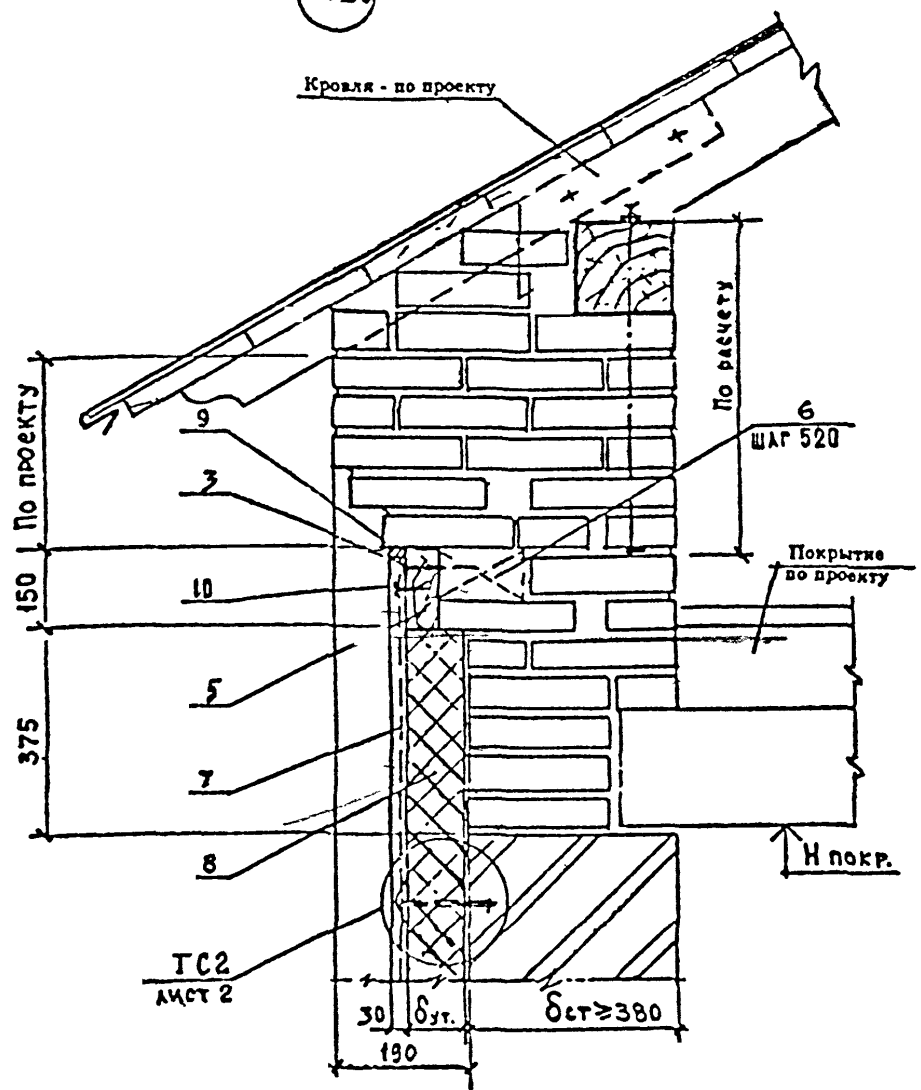 Кровля - по проекту
По расчету
По проекту
9
6
ШАГ 520
3
150
10
Покрытие
по проекту
5
375
7
8
Н покр.
ТС2
лист 2
30
δут.
δст≥380
190